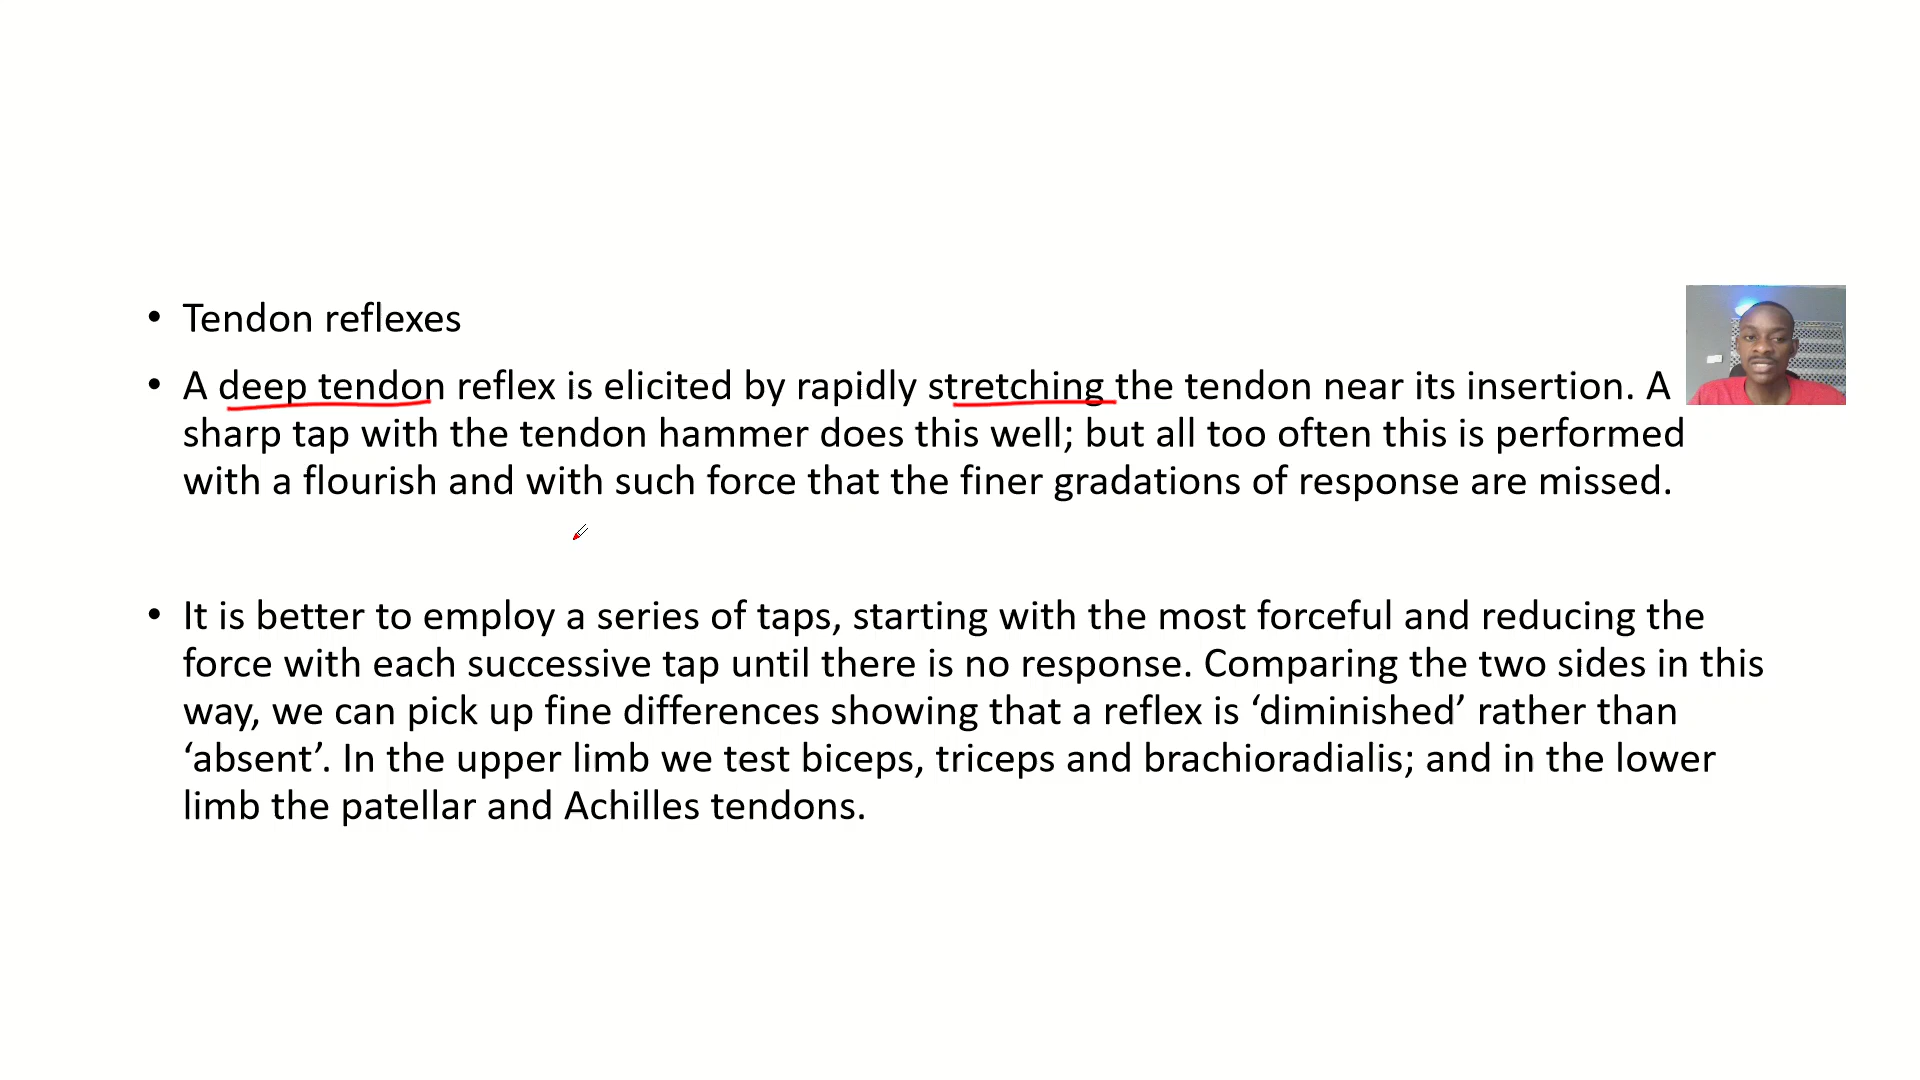 • Tendon reflexes
• A deep tendon reflex is elicited by rapidly stretching the tendon near its insertion. A
sharp tap with the tendon hammer does this well; but all too often this is performed
with a flourish and with such force that the finer gradations of response are missed.
• It is better to employ a series of taps, starting with the most forceful and reducing the
force with each successive tap until there is no response. Comparing the two sides in this
way, we can pick up fine differences showing that a reflex is ‘diminished’ rather than
‘absent’. In the upper limb we test biceps, triceps and brachioradialis; and in the lower
limb the patellar and Achilles tendons.